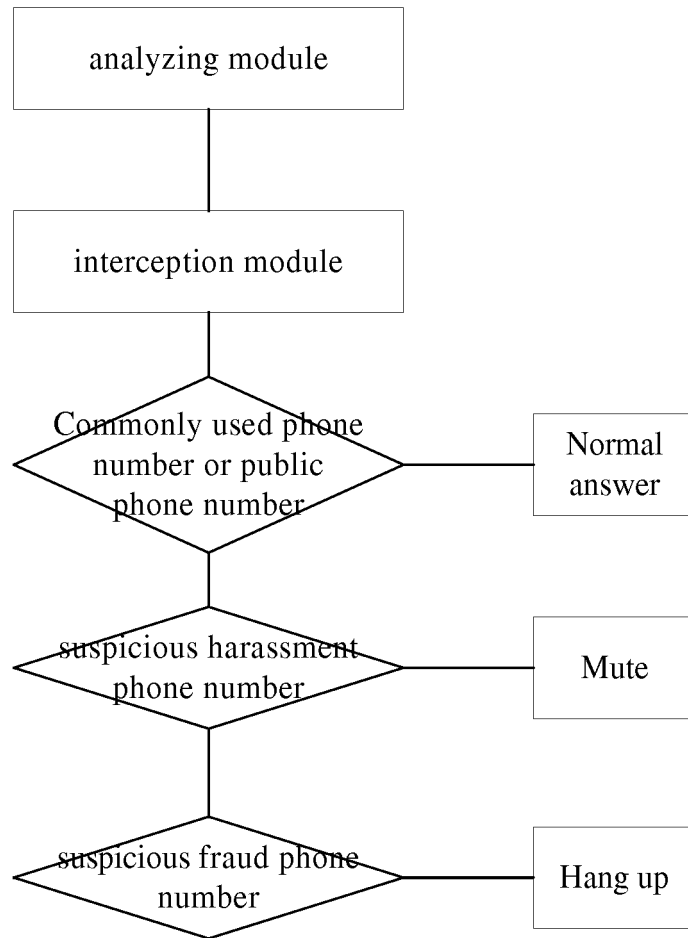 analyzing module
interception module
Commonly used phone
number or public
phone number
Normal
answer
suspicious harassment
phone number
Mute
suspicious fraud phone
number
Hang up